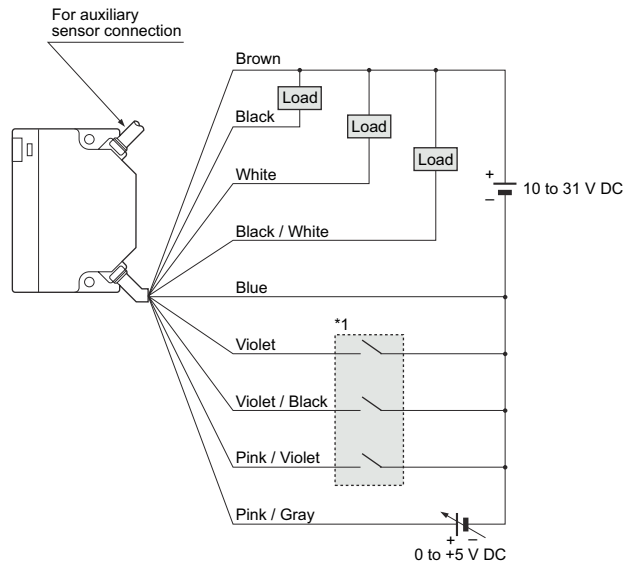 For auxiliary
sensor connection
Brown
Load
Black
Load
White
Load
+
– 10 to 31 V DC
Black / White
Blue
*1
Violet
Violet / Black
Pink / Violet
Pink / Gray
+ –
0 to +5 V DC